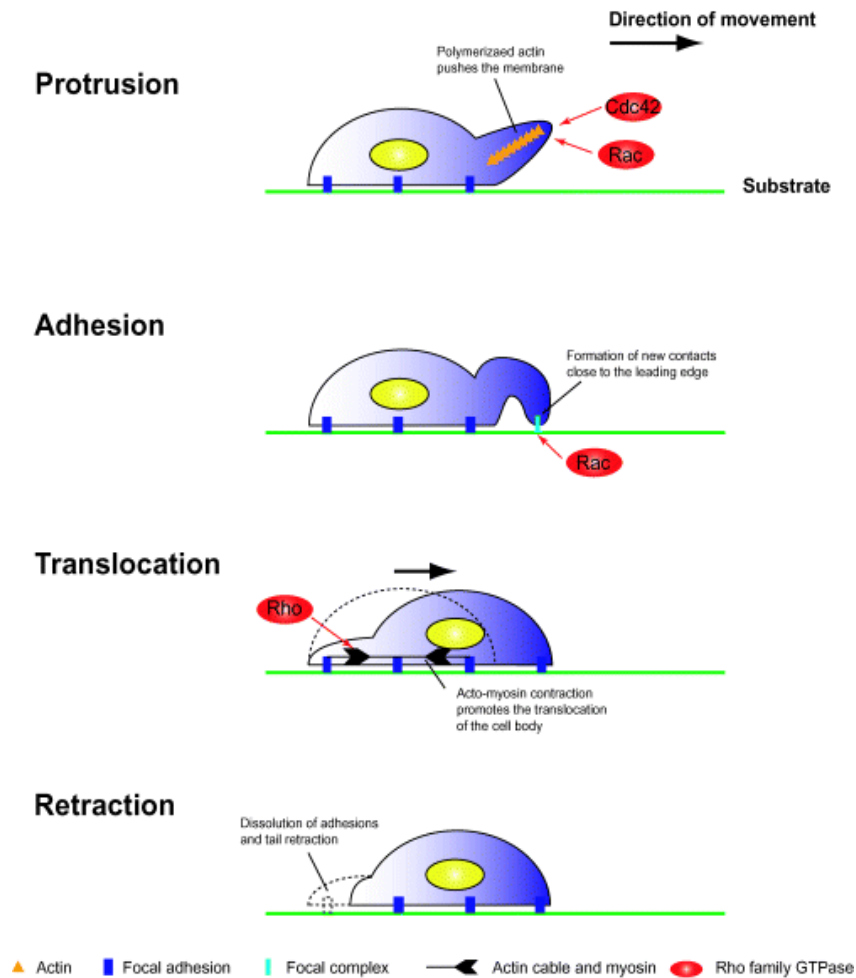 Direction of movement
Polymerizaed actin
pushes the membrane
Protrusion
Cdc42
Rac
Substrate
Adhesion
Formation of new contacts
close to the leading edge
Rac
Translocation
Rho
Acto-myosin contraction
promotes the translocation
of the cell body
Retraction
Dissolution of adhesions
and tail retraction
Actin
Focal adhesion
Focal complex
Actin cable and myosin
Rho family GTPase